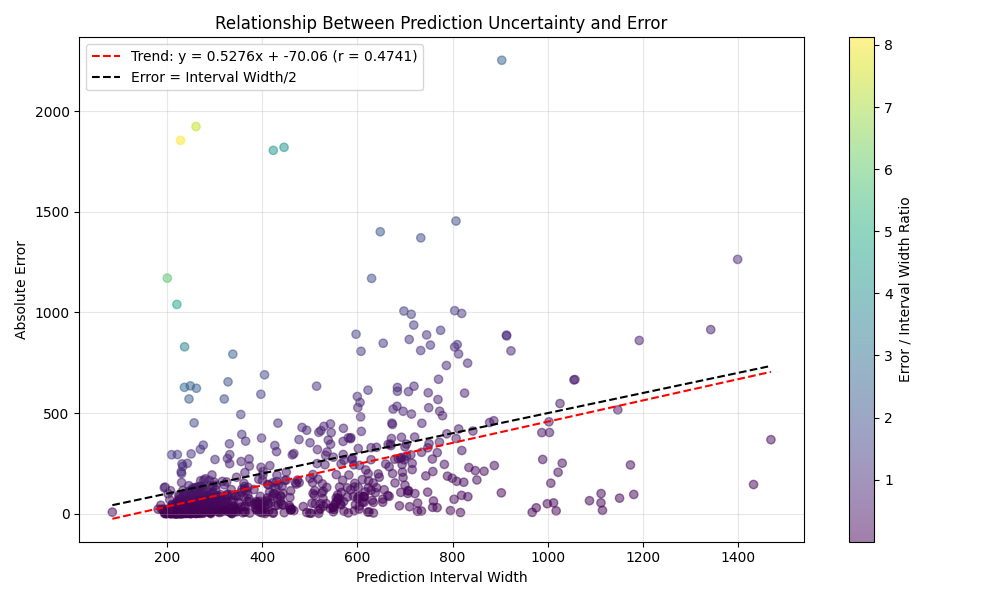 Relationship Between Prediction Uncertainty and Error
Trend: y = 0.5276x + -70.06 (r = 0.4741)
Error = Interval Width/2
Absolute Error
2000
1500
1000
500
0
200 400 600 800 1000 1200 1400
Prediction Interval Width
8
7
6
5
4
3
2
1
Error / Interval Width Ratio